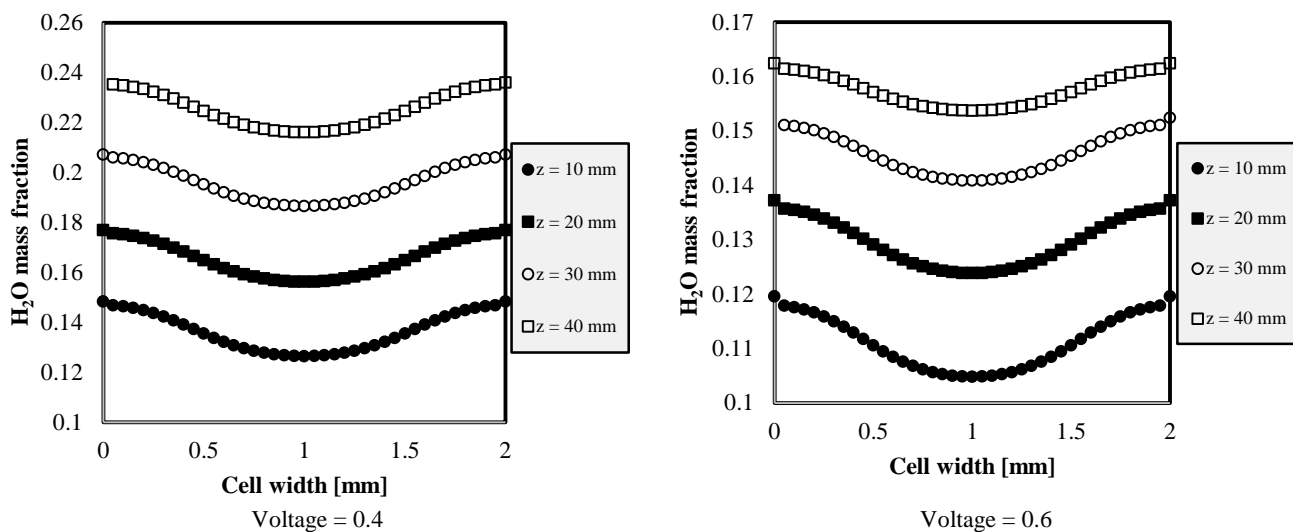 0.26
0.24
0.22
0.2
0.18
0.16
0.14
0.12
0.1
H₂O mass fraction
0 0.5 1 1.5 2
Cell width [mm]
Voltage = 0.4
z = 10 mm
z = 20 mm
z = 30 mm
z = 40 mm
0.17
0.16
0.15
0.14
0.13
0.12
0.11
0.1
H₂O mass fraction
0 0.5 1 1.5 2
Cell width [mm]
Voltage = 0.6
z = 10 mm
z = 20 mm
z = 30 mm
z = 40 mm